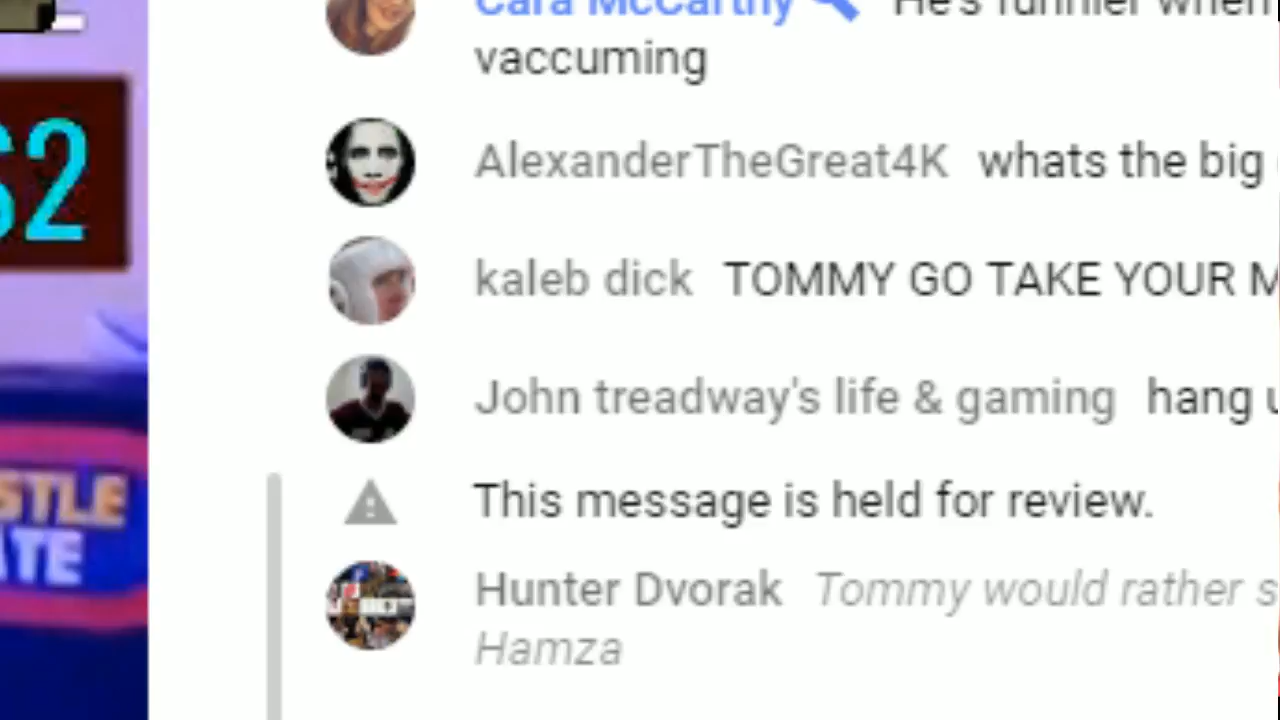 Cara McCarthy He's funnier when
vaccuming
S2
AlexanderTheGreat4K whats the big
kaleb dick TOMMY GO TAKE YOUR M
John treadway's life & gaming hang u
STLE
ATE
This message is held for review.
Hunter Dvorak Tommy would rather s
Hamza